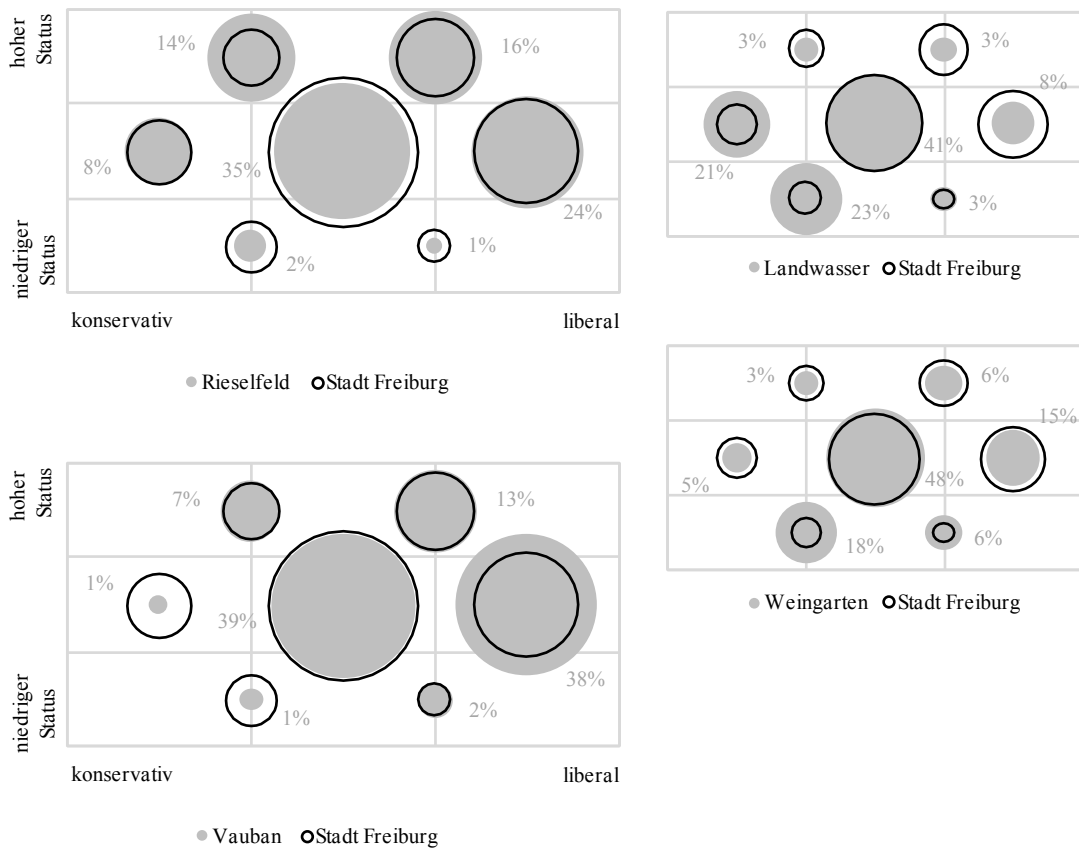 hoher
Status
14%
16%
8%
35%
24%
niedriger
Status
2%
1%
konservativ
liberal
Rieselfeld
Stadt Freiburg
hoher
Status
7%
13%
1%
39%
38%
niedriger
Status
1%
2%
konservativ
liberal
Vauban
Stadt Freiburg
3%
3%
8%
21%
41%
23%
3%
Landwasser
Stadt Freiburg
3%
6%
15%
5%
48%
18%
6%
Weingarten
Stadt Freiburg